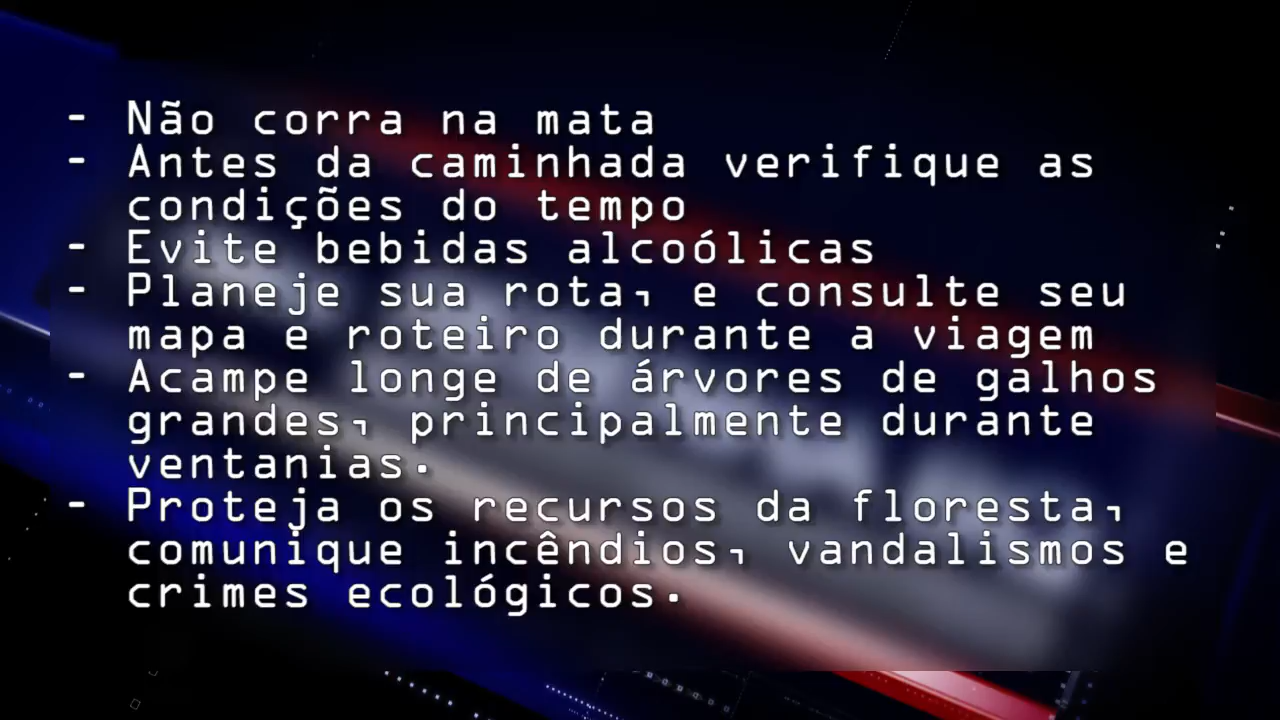 - Não corra na mata
- Antes da caminhada verifique as
condições do tempo
- Evite bebidas alcoólicas
- Planeje sua rota, e consulte seu
mapa e roteiro durante a viagem
- Acampe longe de árvores de galhos
grandes, principalmente durante
ventanias.
- Proteja os recursos da floresta,
comunique incêndios, vandalismos e
crimes ecológicos.